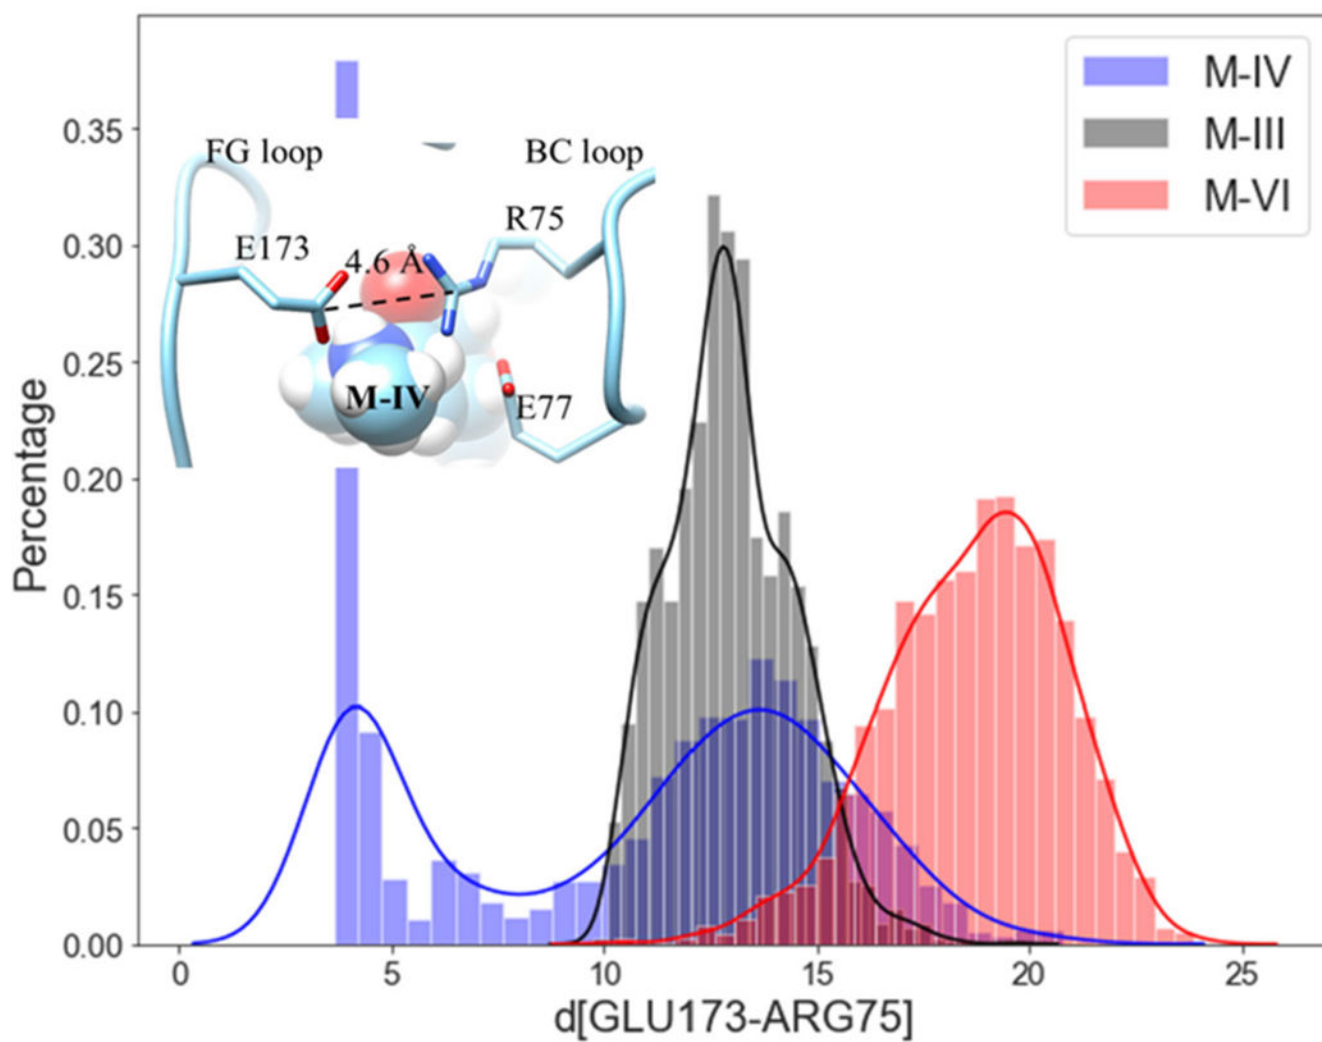 M-IV
M-III
M-VI
0.35
0.30
0.25
0.20
0.15
0.10
0.05
0.00
Percentage
FG loop
BC loop
E173
4.6 Å
R75
M-IV
E77
0 5 10 15 20 25
d[GLU173-ARG75]